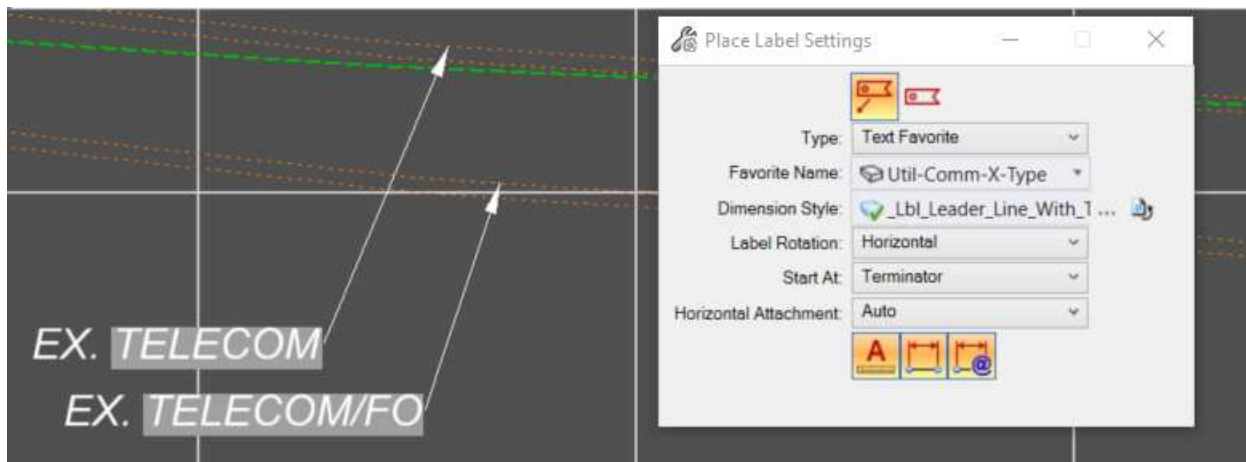 Place Label Settings
Type: Text Favorite
Favorite Name: Util-Comm-X-Type
Dimension Style: _Lbl_Leader_Line_With_T ...
Label Rotation: Horizontal
Start At: Terminator
Horizontal Attachment: Auto
A @
EX. TELECOM
EX. TELECOM/FO